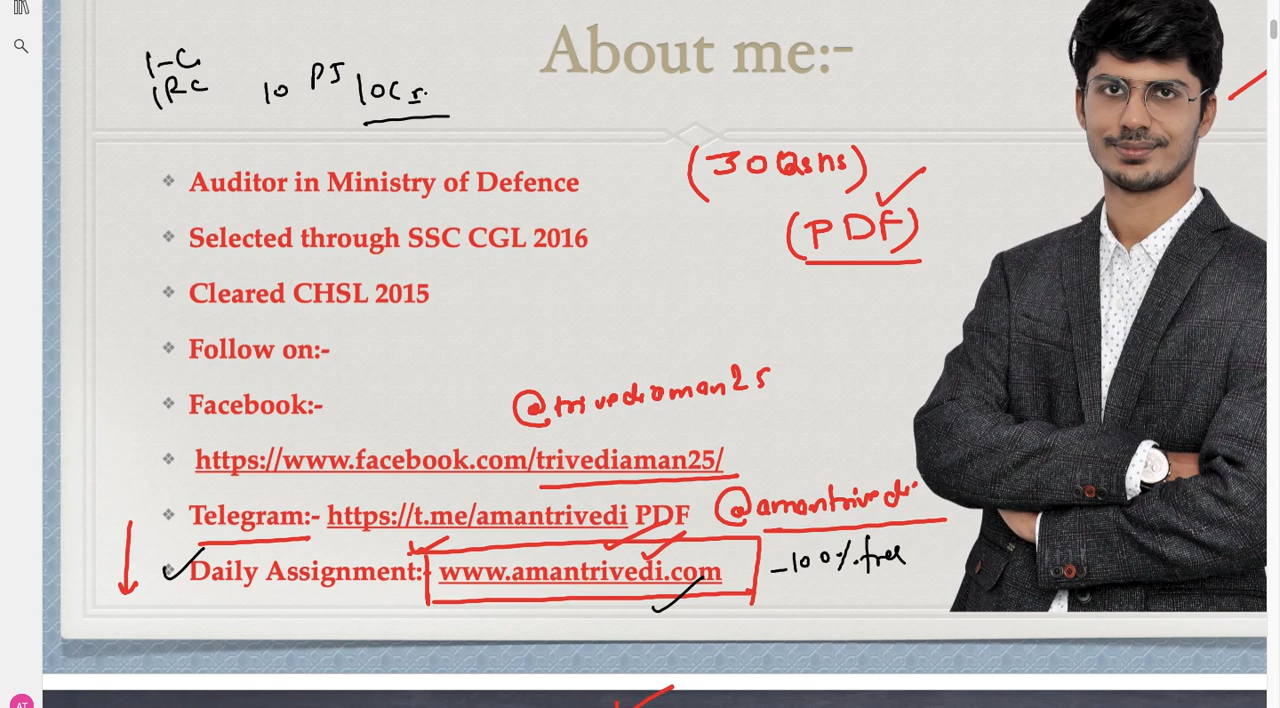 About me:-
1-C
1RC
10 PJ
(30 Qsns)
(PDF)
Auditor in Ministry of Defence
Selected through SSC CGL 2016
Cleared CHSL 2015
Follow on:-
Facebook:-
@trivediaman25
https://www.facebook.com/trivediaman25/
Telegram:- https://t.me/amantrivedi PDF
@amantrivedi
Daily Assignment:- www.amantrivedi.com
-100%.free
AT